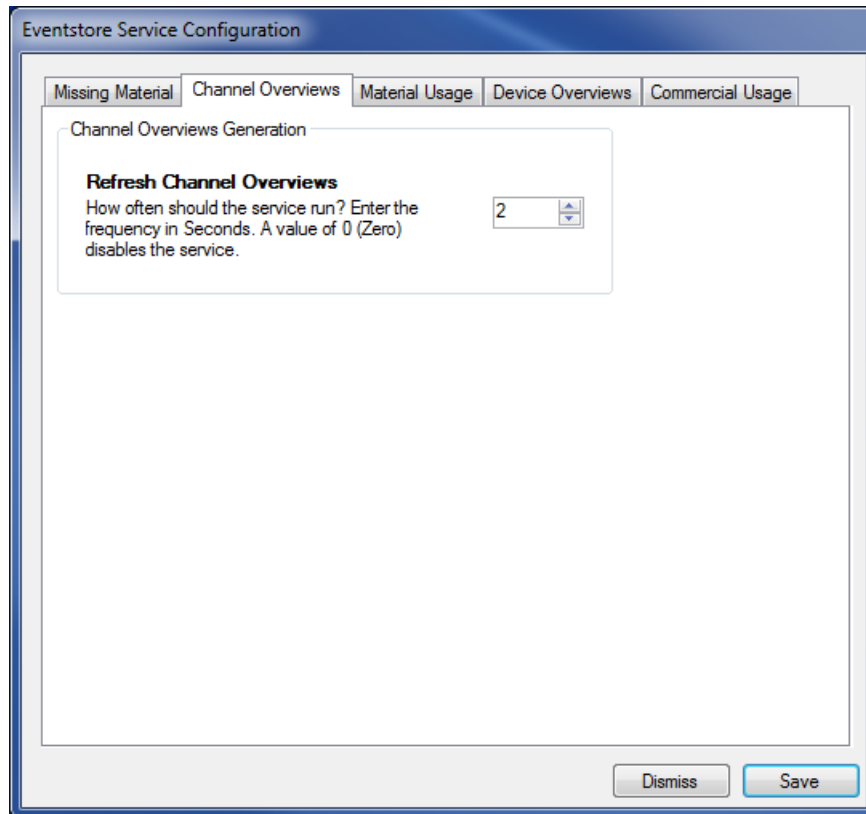 Eventstore Service Configuration
Missing Material Channel Overviews Material Usage Device Overviews Commercial Usage
Channel Overviews Generation
Refresh Channel Overviews
How often should the service run? Enter the
frequency in Seconds. A value of 0 (Zero)
disables the service.
2
Dismiss Save